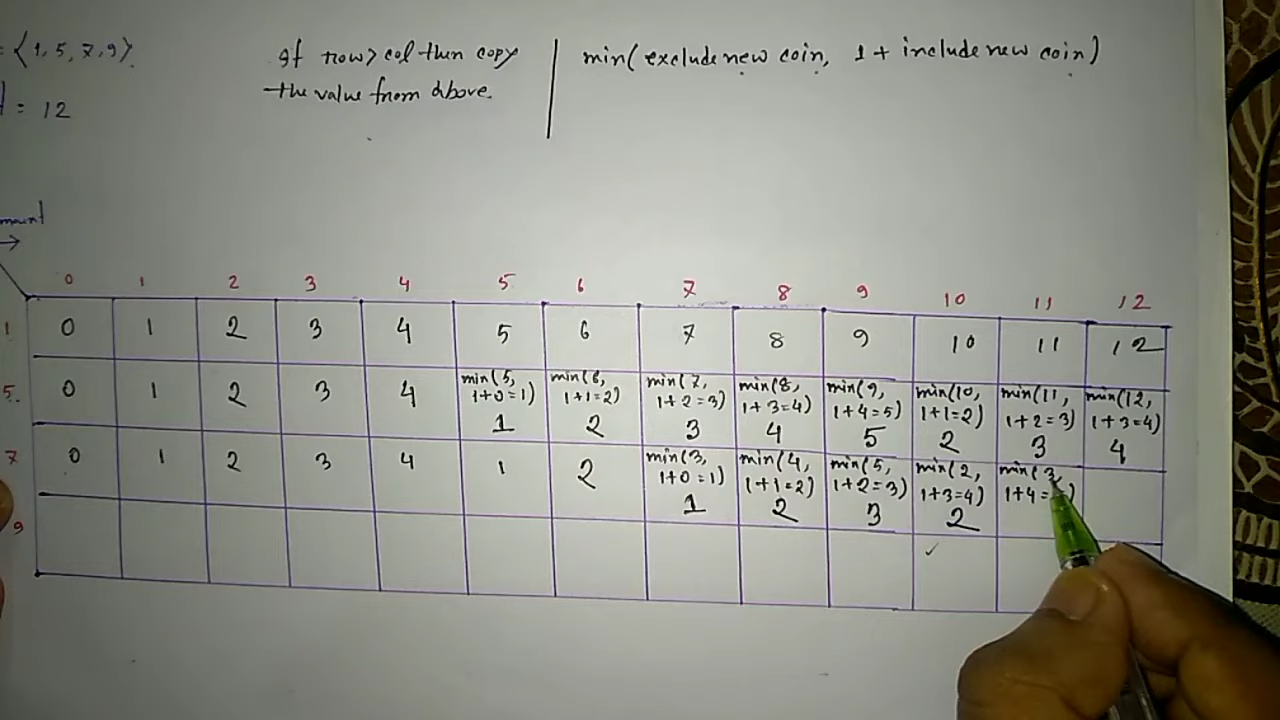 = {1, 5, 7, 9}
If row > col then copy
the value from above.
min(exclude new coin, 1 + include new coin)
= 12
0 1 2 3 4 5 6 7 8 9 10 11 12
1 0 1 2 3 4 5 6 7 8 9 10 11 12
5. 0 1 2 3 4 min(5, 1+0=1) 1 min(6, 1+1=2) 2 min(7, 1+2=3) 3 min(8, 1+3=4) 4 min(9, 1+4=5) 5 min(10, 1+1=2) 2 min(11, 1+2=3) 3 min(12, 1+3=4) 4
7 0 1 2 3 4 1 2 min(3, 1+0=1) 1 min(4, 1+1=2) 2 min(5, 1+2=3) 3 min(2, 1+3=4) 2 min(3, 1+4=
9